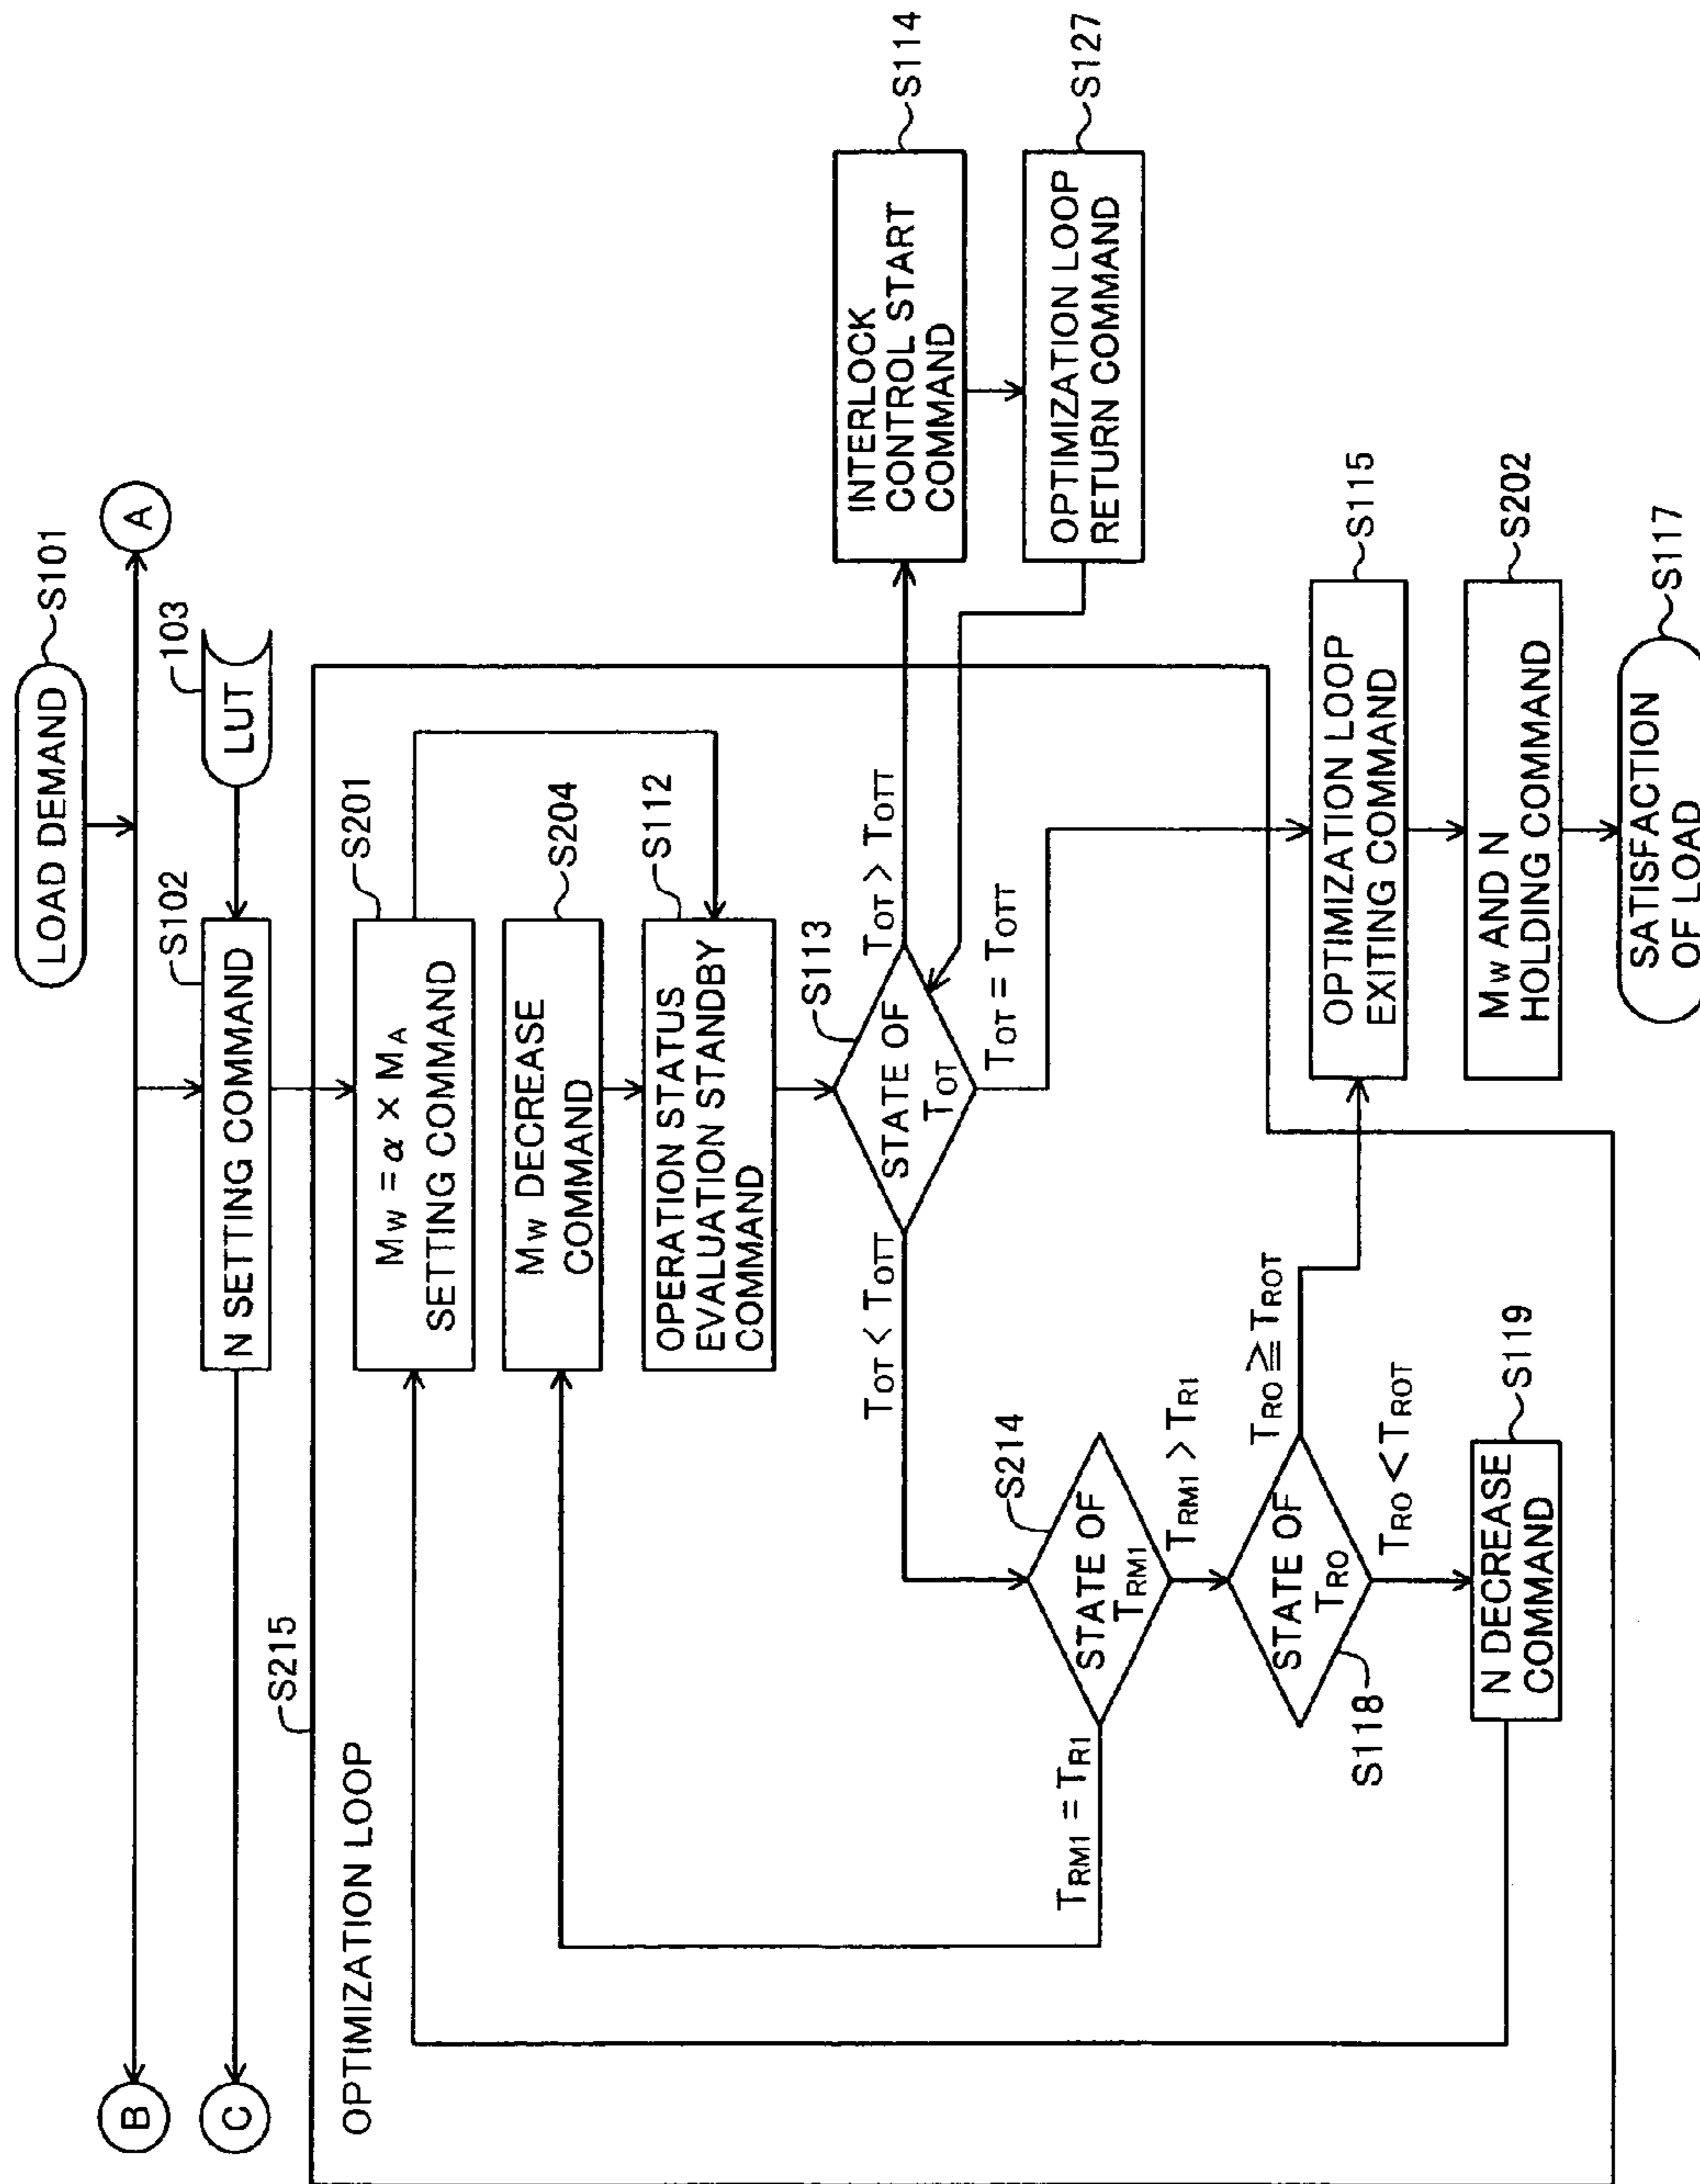 LOAD DEMAND
S101
A
B
S102
103
LUT
N SETTING COMMAND
C
S215
OPTIMIZATION LOOP
S201
Mw = α × MA
SETTING COMMAND
S204
Mw DECREASE
COMMAND
S112
OPERATION STATUS
EVALUATION STANDBY
COMMAND
S113
STATE OF
TOT
TOT > TOTT
TOT = TOTT
TOT < TOTT
INTERLOCK
CONTROL START
COMMAND
S114
OPTIMIZATION LOOP
RETURN COMMAND
S127
S214
STATE OF
TRM1
TRM1 = TR1
TRM1 > TR1
STATE OF
TRO
S118
TRO ≧ TROT
TRO < TROT
N DECREASE
COMMAND
S119
OPTIMIZATION LOOP
EXITING COMMAND
S115
Mw AND N
HOLDING COMMAND
S202
SATISFACTION
OF LOAD
S117